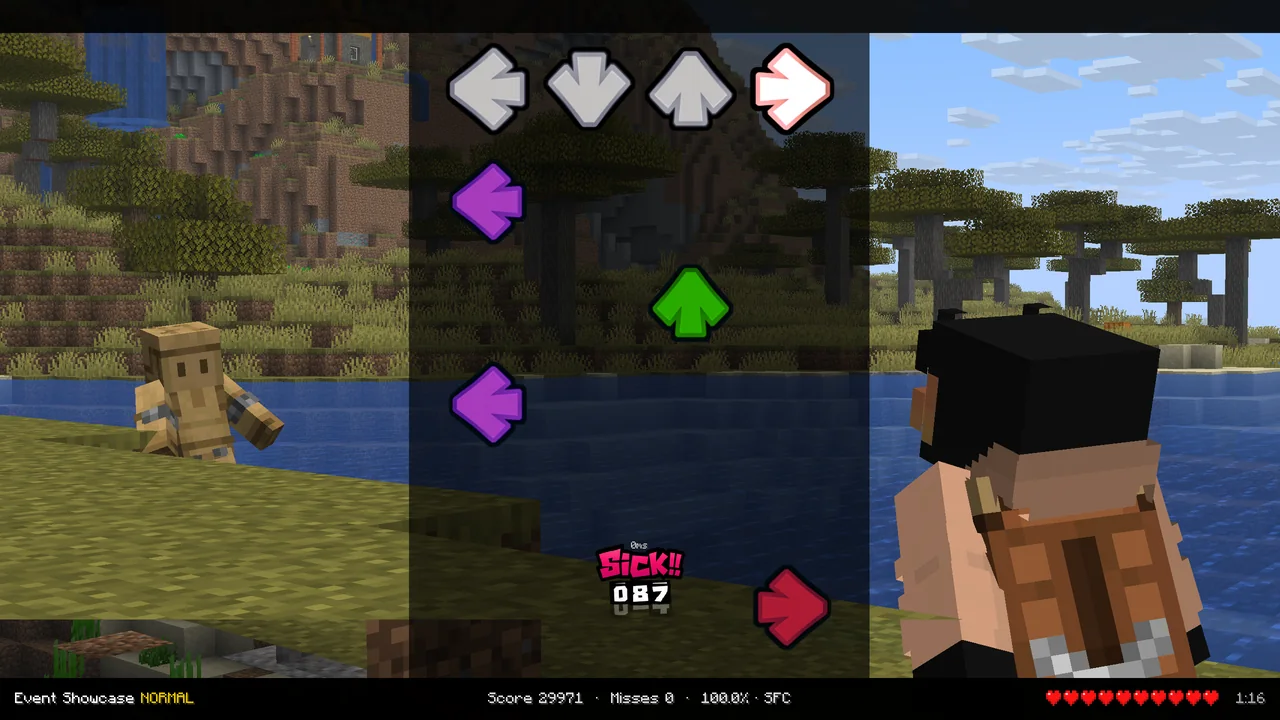 0ms
SiCK!!
087
Event Showcase NORMAL
Score 29971 · Misses 0 · 100.0% · SFC
1:16